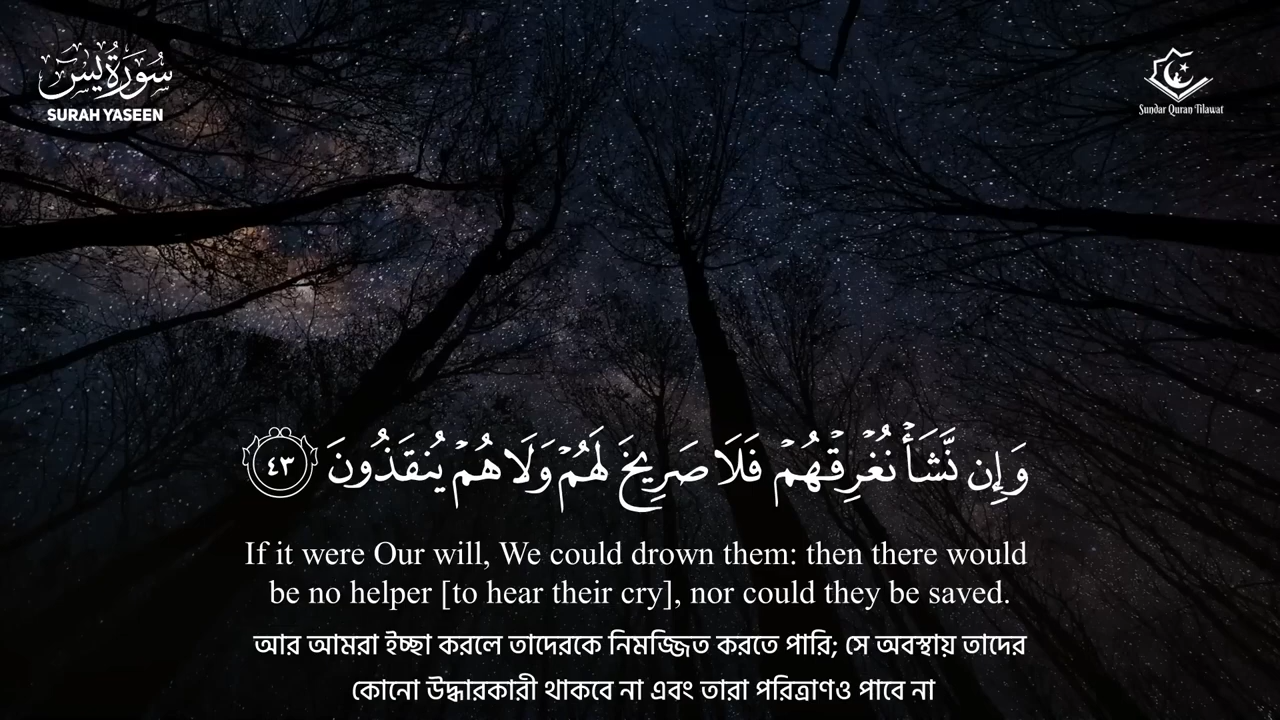 سورة يس
SURAH YASEEN
Sundar Quran Tilawat
وَإِن نَّشَأْ نُغْرِقْهُمْ فَلَا صَرِيخَ لَهُمْ وَلَا هُمْ يُنقَذُونَ ٤٣
If it were Our will, We could drown them: then there would
be no helper [to hear their cry], nor could they be saved.
আর আমরা ইচ্ছা করলে তাদেরকে নিমজ্জিত করতে পারি; সে অবস্থায় তাদের
কোনো উদ্ধারকারী থাকবে না এবং তারা পরিত্রাণও পাবে না